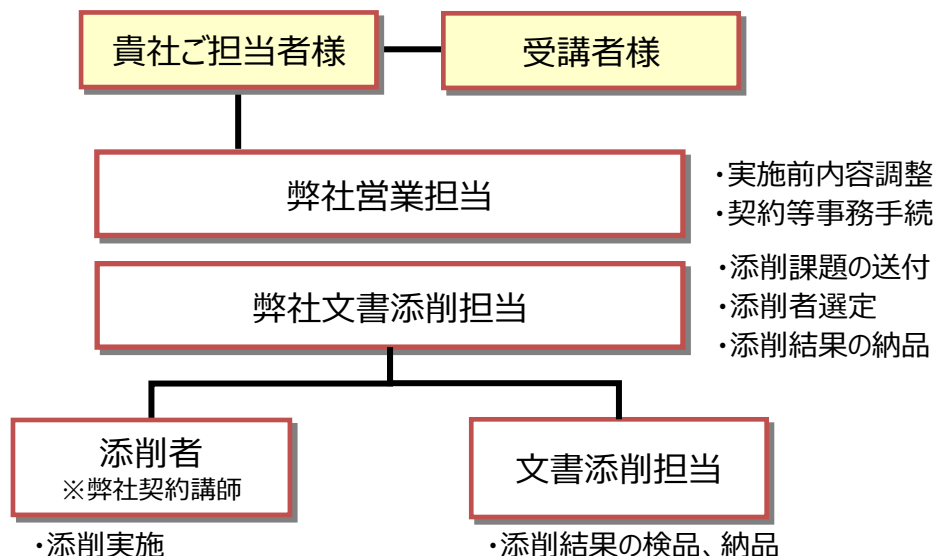 貴社ご担当者様
受講者様
弊社営業担当
・実施前内容調整
・契約等事務手続
弊社文書添削担当
・添削課題の送付
・添削者選定
・添削結果の納品
添削者
※弊社契約講師
・添削実施
文書添削担当
・添削結果の検品、納品